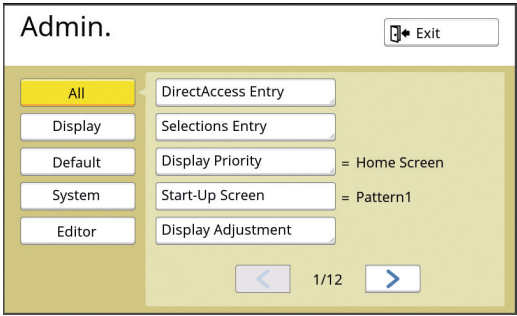 Admin.
Exit
All
Display
Default
System
Editor
DirectAccess Entry
Selections Entry
Display Priority = Home Screen
Start-Up Screen = Pattern1
Display Adjustment
1/12